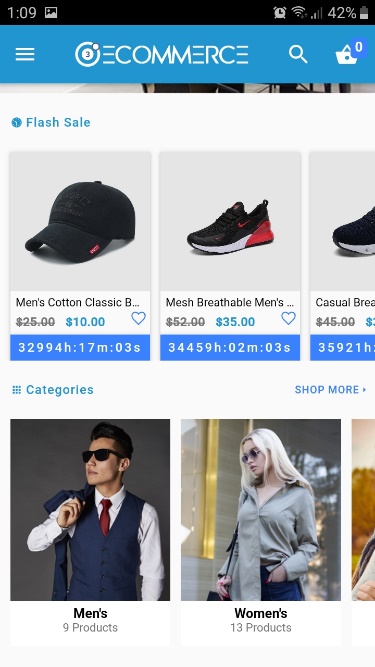 1:09 42%
ECOMMERCE 0
Flash Sale
Men's Cotton Classic B... Mesh Breathable Men's ... Casual Brea
$25.00 $10.00 $52.00 $35.00 $45.00
32994h:17m:03s 34459h:02m:03s 35921h:
Categories SHOP MORE
Men's Women's
9 Products 13 Products